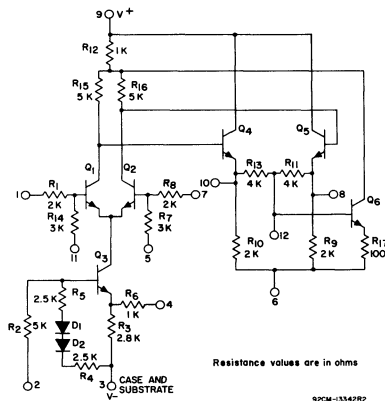 9 V+
R12 1K
R15 5K
R16 5K
Q4
Q5
Q1
Q2
R13 4K
R11 4K
Q6
1
R1 2K
R8 2K
7
10
8
R14 3K
R7 3K
11
5
12
R17 100
R10 2K
R9 2K
Q3
6
R5 2.5K
R6 1K
4
R2 5K
D1
D2
R3 2.8K
2.5K R4
Resistance values are in ohms
CASE AND SUBSTRATE
2
3 V-
92CM-13342R2